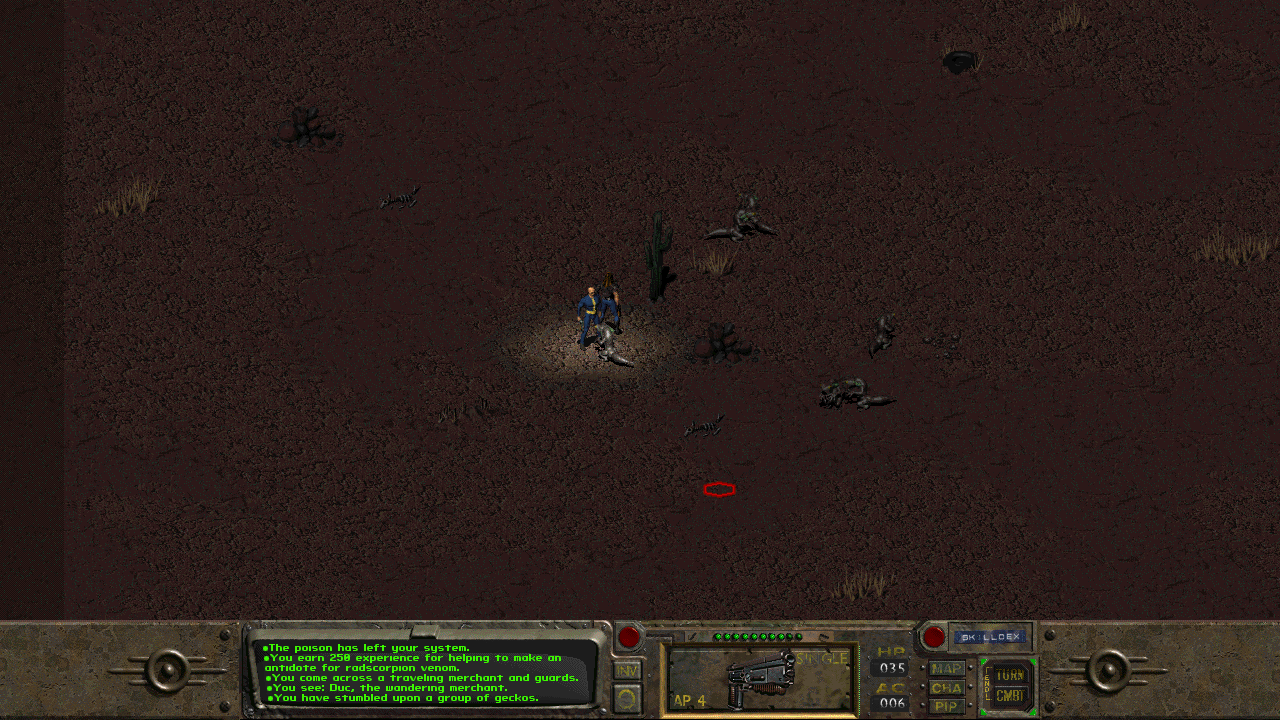 ●The poison has left your system.
●You earn 250 experience for helping to make an
antidote for radscorpion venom.
●You come across a traveling merchant and guards.
●You see: Duc, the wandering merchant.
●You have stumbled upon a group of geckos.
INV
SINGLE
AP 4
HP
035
AC
006
SKILLDEX
MAP
CHA
PIP
TURN
CMBT
END